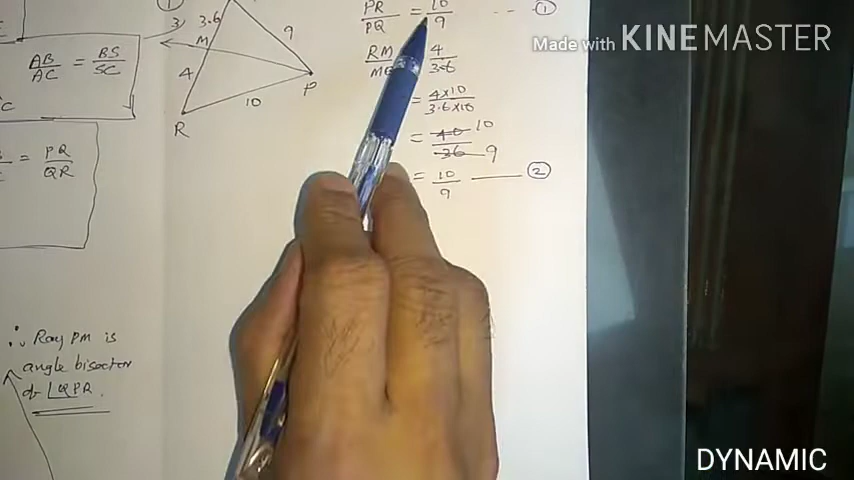 AB/AC = BS/SC
= PR/QR
3) 3.6
9
M
4
10
P
R
PR/PQ = 10/9 -- ①
RM 4/3.6
= 4×10/3.6×10
= 40/36 10/9
= 10/9 —— ②
∴ Ray PM is
angle bisector
of ∠QPR.
Made with KINEMASTER
DYNAMIC